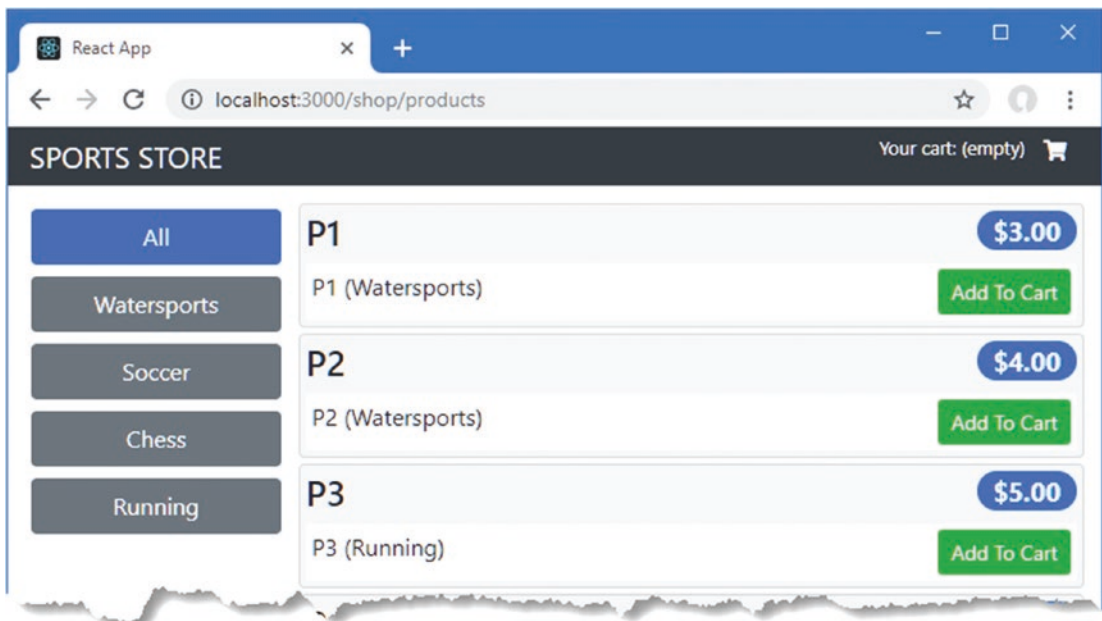 React App
localhost:3000/shop/products
SPORTS STORE
Your cart: (empty)
All
Watersports
Soccer
Chess
Running
P1
$3.00
P1 (Watersports)
Add To Cart
P2
$4.00
P2 (Watersports)
Add To Cart
P3
$5.00
P3 (Running)
Add To Cart